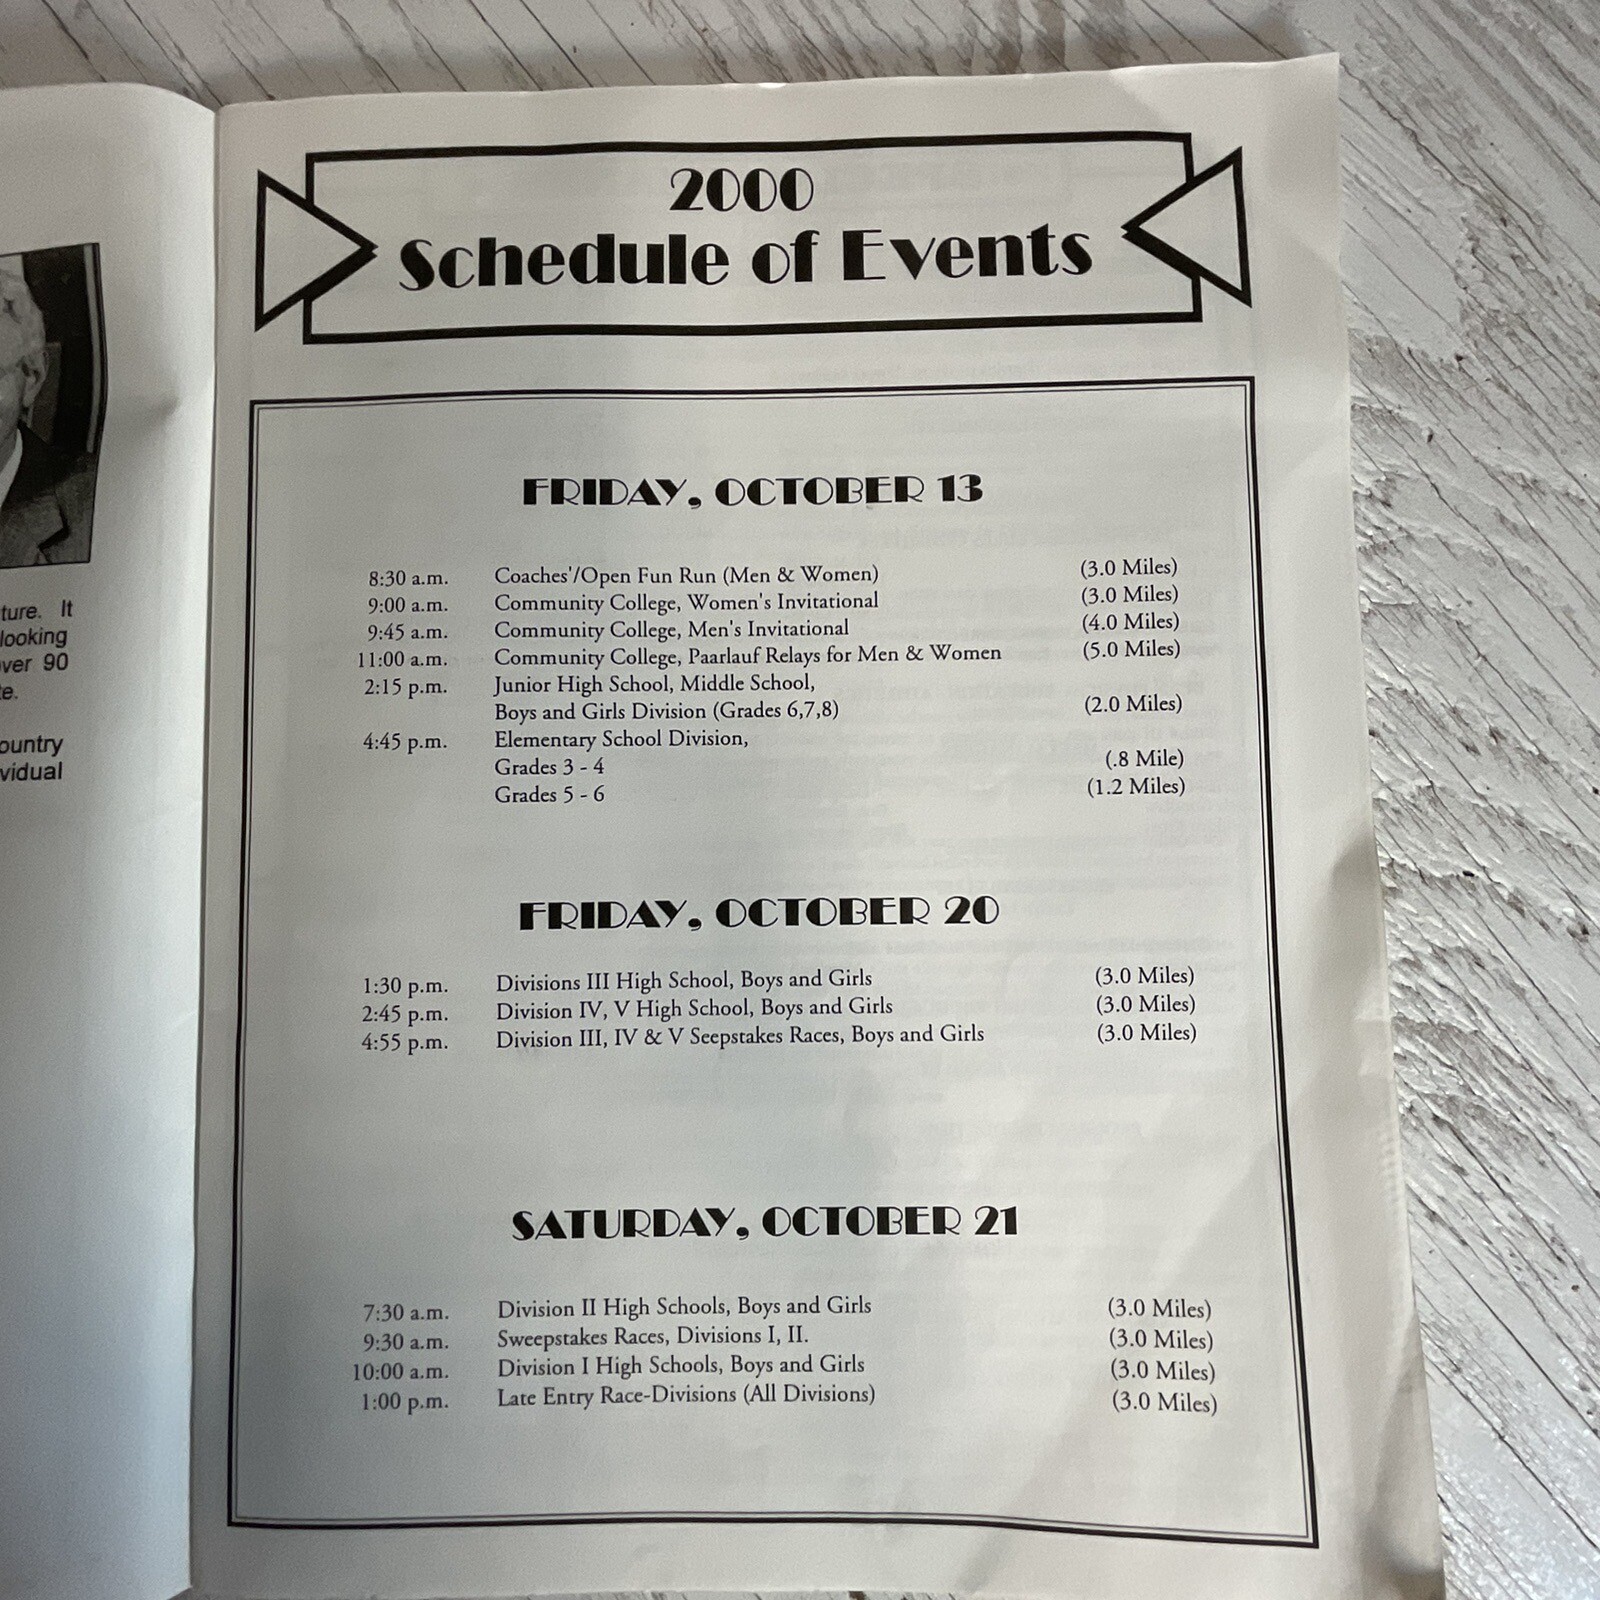 ture. It
looking
over 90
te.
ountry
vidual
2000
Schedule of Events
FRIDAY, OCTOBER 13
8:30 a.m. Coaches'/Open Fun Run (Men & Women) (3.0 Miles)
9:00 a.m. Community College, Women's Invitational (3.0 Miles)
9:45 a.m. Community College, Men's Invitational (4.0 Miles)
11:00 a.m. Community College, Paarlauf Relays for Men & Women (5.0 Miles)
2:15 p.m. Junior High School, Middle School,
Boys and Girls Division (Grades 6,7,8) (2.0 Miles)
4:45 p.m. Elementary School Division,
Grades 3 - 4 (.8 Mile)
Grades 5 - 6 (1.2 Miles)
FRIDAY, OCTOBER 20
1:30 p.m. Divisions III High School, Boys and Girls (3.0 Miles)
2:45 p.m. Division IV, V High School, Boys and Girls (3.0 Miles)
4:55 p.m. Division III, IV & V Seepstakes Races, Boys and Girls (3.0 Miles)
SATURDAY, OCTOBER 21
7:30 a.m. Division II High Schools, Boys and Girls (3.0 Miles)
9:30 a.m. Sweepstakes Races, Divisions I, II. (3.0 Miles)
10:00 a.m. Division I High Schools, Boys and Girls (3.0 Miles)
1:00 p.m. Late Entry Race-Divisions (All Divisions) (3.0 Miles)